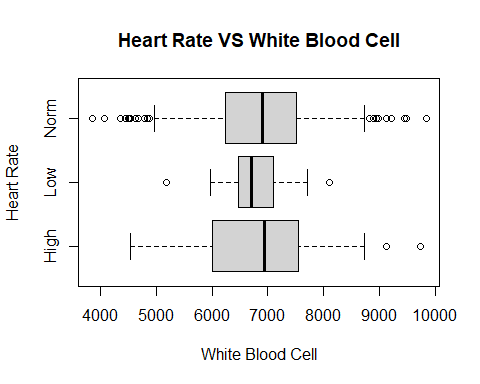 Heart Rate VS White Blood Cell
Heart Rate
Norm
Low
High
4000 5000 6000 7000 8000 9000 10000
White Blood Cell